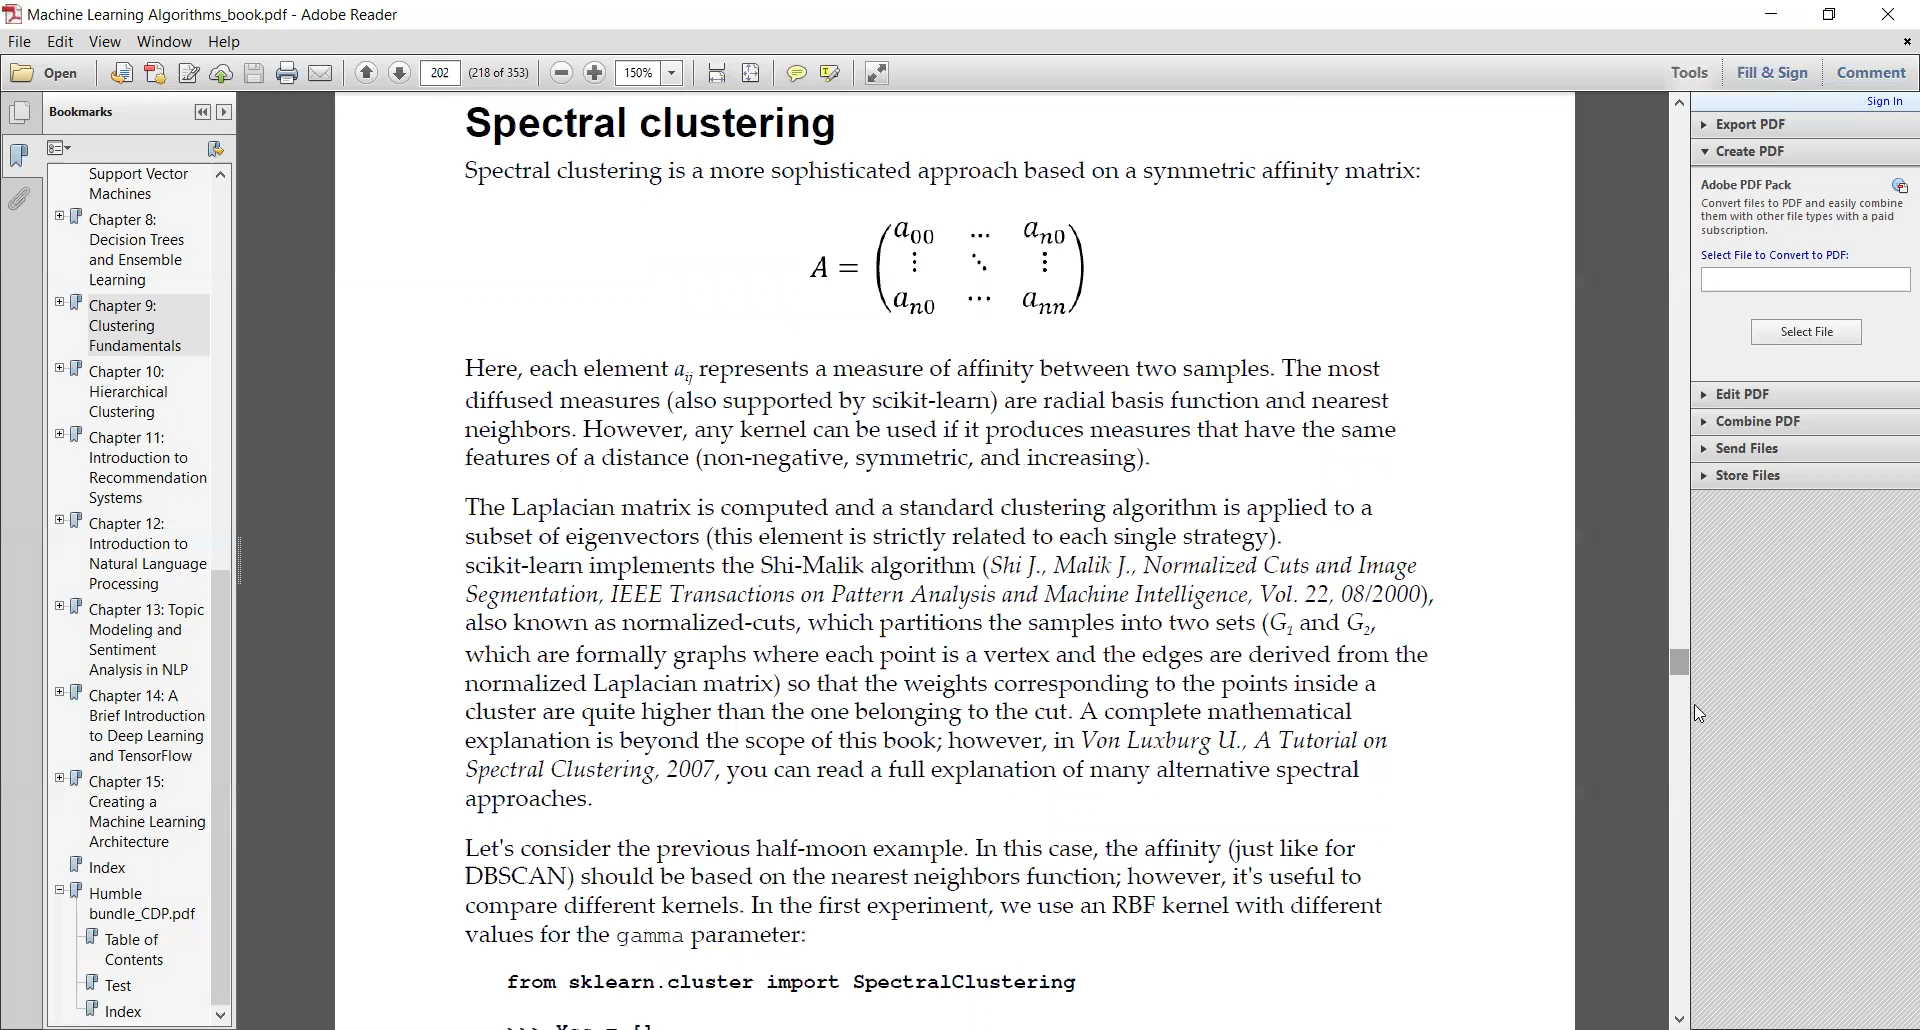 Machine Learning Algorithms_book.pdf - Adobe Reader
File Edit View Window Help
Open 202 (218 of 353) 150% Tools Fill & Sign Comment
Bookmarks
Support Vector
Machines
Chapter 8:
Decision Trees
and Ensemble
Learning
Chapter 9:
Clustering
Fundamentals
Chapter 10:
Hierarchical
Clustering
Chapter 11:
Introduction to
Recommendation
Systems
Chapter 12:
Introduction to
Natural Language
Processing
Chapter 13: Topic
Modeling and
Sentiment
Analysis in NLP
Chapter 14: A
Brief Introduction
to Deep Learning
and TensorFlow
Chapter 15:
Creating a
Machine Learning
Architecture
Index
Humble
bundle_CDP.pdf
Table of
Contents
Test
Index
Spectral clustering
Spectral clustering is a more sophisticated approach based on a symmetric affinity matrix:
a00 … an0
A = ⋮ ⋱ ⋮
an0 ⋯ ann
Here, each element aij represents a measure of affinity between two samples. The most
diffused measures (also supported by scikit-learn) are radial basis function and nearest
neighbors. However, any kernel can be used if it produces measures that have the same
features of a distance (non-negative, symmetric, and increasing).
The Laplacian matrix is computed and a standard clustering algorithm is applied to a
subset of eigenvectors (this element is strictly related to each single strategy).
scikit-learn implements the Shi-Malik algorithm (Shi J., Malik J., Normalized Cuts and Image
Segmentation, IEEE Transactions on Pattern Analysis and Machine Intelligence, Vol. 22, 08/2000),
also known as normalized-cuts, which partitions the samples into two sets (G1 and G2,
which are formally graphs where each point is a vertex and the edges are derived from the
normalized Laplacian matrix) so that the weights corresponding to the points inside a
cluster are quite higher than the one belonging to the cut. A complete mathematical
explanation is beyond the scope of this book; however, in Von Luxburg U., A Tutorial on
Spectral Clustering, 2007, you can read a full explanation of many alternative spectral
approaches.
Let's consider the previous half-moon example. In this case, the affinity (just like for
DBSCAN) should be based on the nearest neighbors function; however, it's useful to
compare different kernels. In the first experiment, we use an RBF kernel with different
values for the gamma parameter:
from sklearn.cluster import SpectralClustering
Sign In
Export PDF
Create PDF
Adobe PDF Pack
Convert files to PDF and easily combine
them with other file types with a paid
subscription.
Select File to Convert to PDF:
Select File
Edit PDF
Combine PDF
Send Files
Store Files